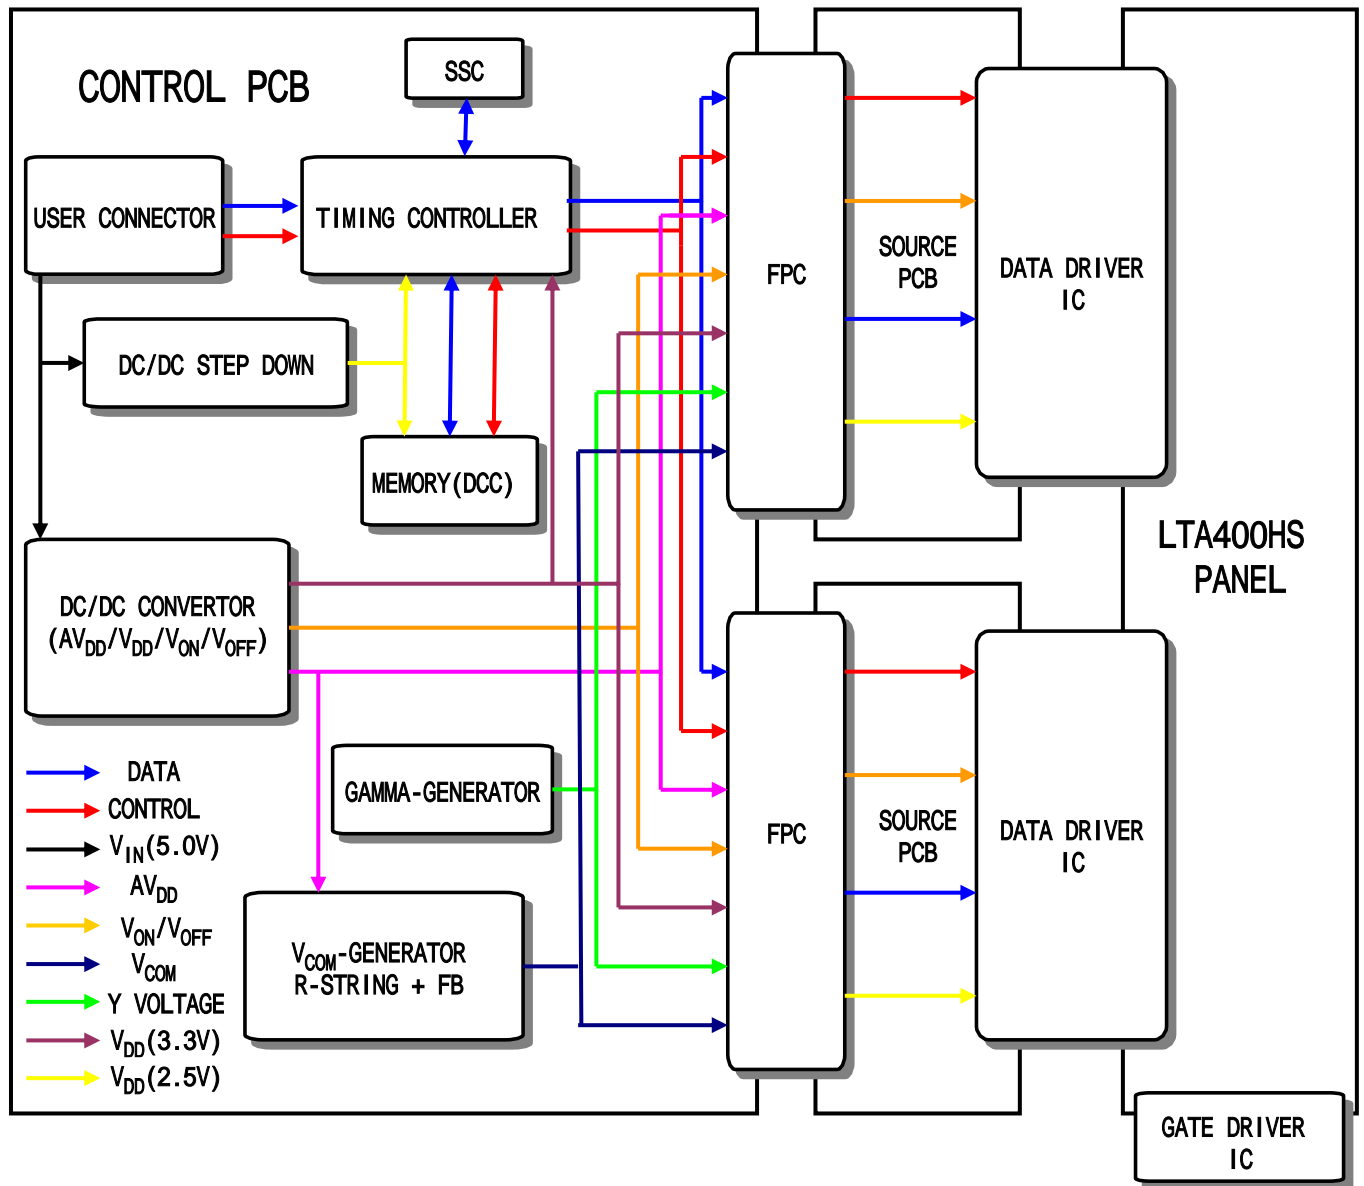 CONTROL PCB
SSC
USER CONNECTOR
TIMING CONTROLLER
DC/DC STEP DOWN
MEMORY(DCC)
DC/DC CONVERTOR
(AVDD/VDD/VON/VOFF)
GAMMA-GENERATOR
VCOM-GENERATOR
R-STRING + FB
DATA
CONTROL
VIN(5.0V)
AVDD
VON/VOFF
VCOM
Y VOLTAGE
VDD(3.3V)
VDD(2.5V)
FPC
SOURCE
PCB
DATA DRIVER
IC
FPC
SOURCE
PCB
DATA DRIVER
IC
LTA400HS
PANEL
GATE DRIVER
IC